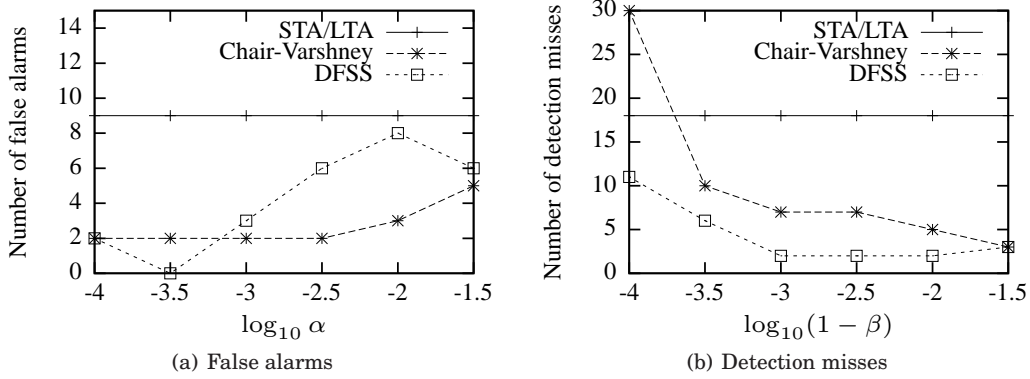 Number of false alarms
14
12
10
8
6
4
2
0
STA/LTA
Chair-Varshney
DFSS
-4 -3.5 -3 -2.5 -2 -1.5
log₁₀ α
(a) False alarms
Number of detection misses
30
25
20
15
10
5
0
STA/LTA
Chair-Varshney
DFSS
-4 -3.5 -3 -2.5 -2 -1.5
log₁₀(1 − β)
(b) Detection misses